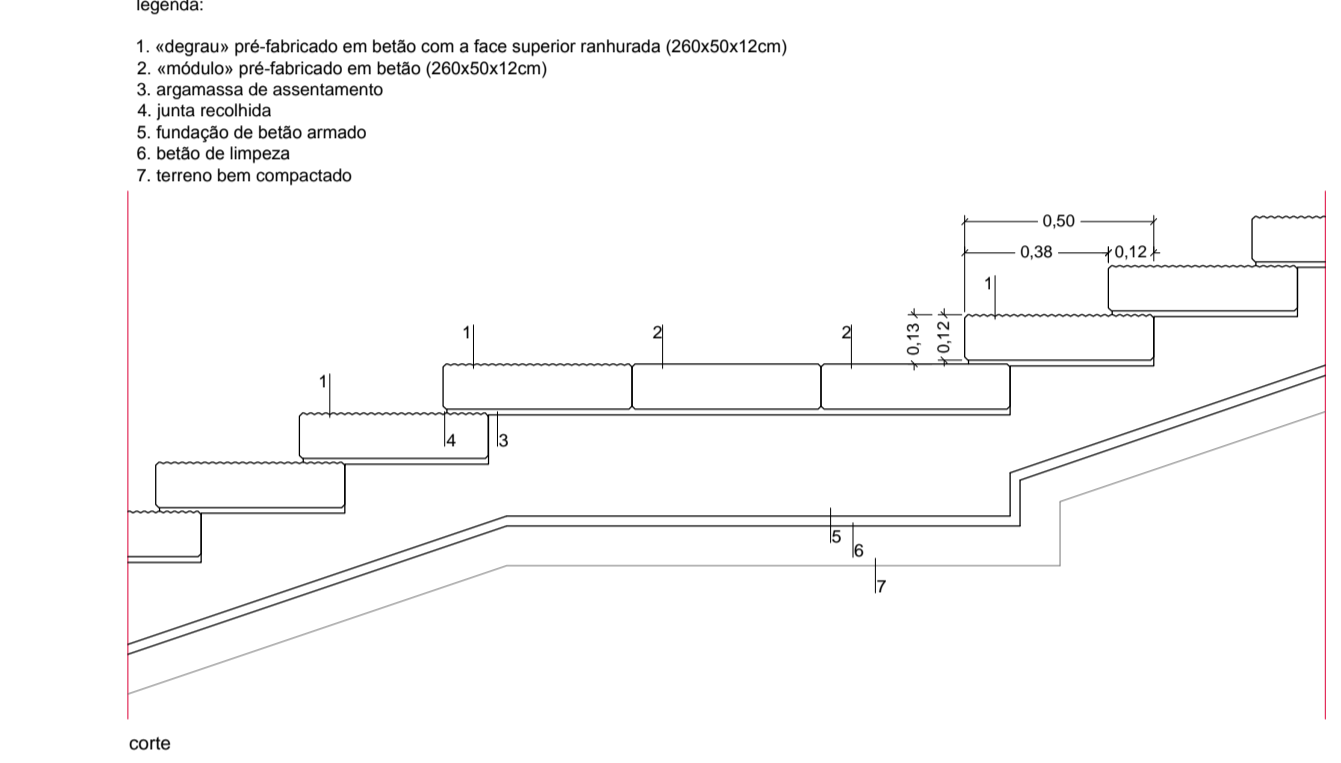 legenda:
1. «degrau» pré-fabricado em betão com a face superior ranhurada (260x50x12cm)
2. «módulo» pré-fabricado em betão (260x50x12cm)
3. argamassa de assentamento
4. junta recolhida
5. fundação de betão armado
6. betão de limpeza
7. terreno bem compactado
0,50
0,38
0,12
1
0,13
0,12
1
2
2
1
4
3
5
6
7
corte